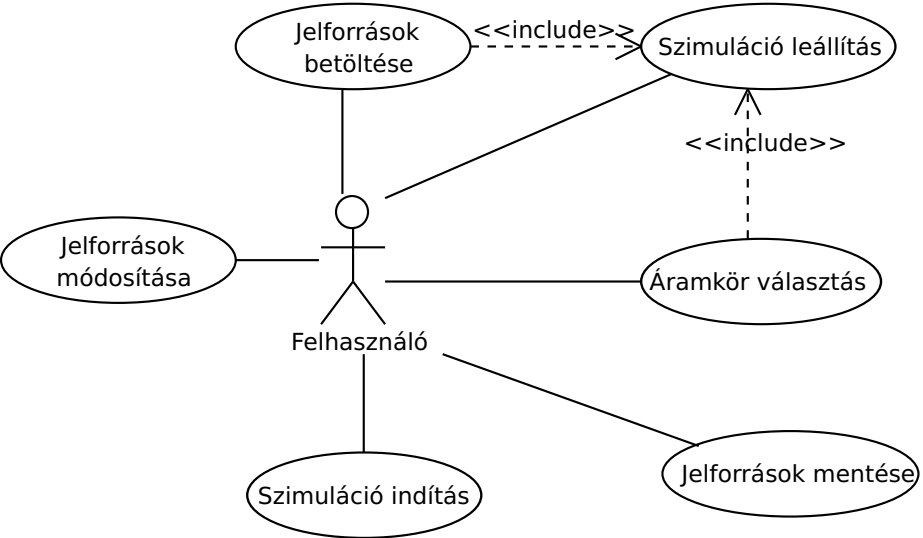 Jelforrások
betöltése
<<include>>
Szimuláció leállítás
<<include>>
Jelforrások
módosítása
Áramkör választás
Felhasználó
Jelforrások mentése
Szimuláció indítás